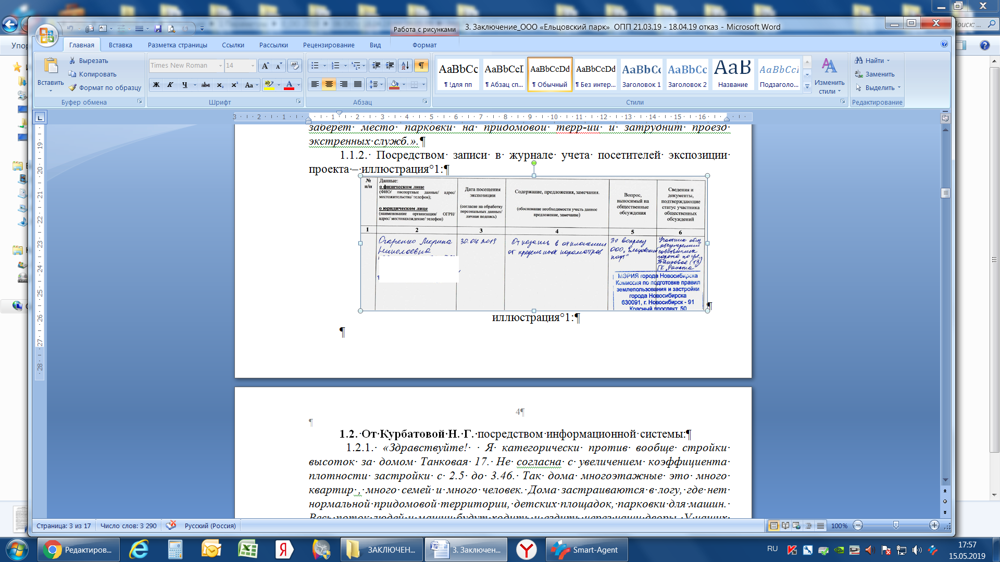 3. Заключение_ООО «Ельцовский парк» ОПП 21.03.19 - 18.04.19 отказ - Microsoft Word
Работа с рисунками
Поиск: ...
Главная Вставка Разметка страницы Ссылки Рассылки Рецензирование Вид Формат
Вставить
Вырезать
Копировать
Формат по образцу
Буфер обмена
Times New Roman 14
Ж К Ч abc x₂ x² Aa
Шрифт
Абзац
AaBbCc AaBbCcI AaBbCcDd AaBbCcDd AaBbCc AaBbCc AaB AaBbCcI
¶ !для пп ¶ Абзац сп... ¶ Обычный ¶ Без интер... Заголовок 1 Заголовок 2 Название Подзаголо...
Изменить стили
Стили
Найти
Заменить
Выделить
Редактирование
3 2 1 1 2 3 4 5 6 7 8 9 10 11 12 13 14 15 16
19 20 21 22 23 24 25 26 27 28
заберет место парковки на придомовой терр-ии и затруднит проезд
экстренных служб.».¶
1.1.2. Посредством записи в журнале учета посетителей экспозиции
проекта – иллюстрация°1:¶
№ п/п
Данные:
о физическом лице
(ФИО/ паспортные данные/ адрес/
местожительства/ телефон);
о юридическом лице
(наименование организации/ ОГРН/
адрес/ местонахождение/ телефон)
Дата посещения
экспозиции
(согласие на обработку
персональных данных/
личная подпись)
Содержание, предложения, замечания.
(обоснование необходимости учесть данное
предложение, замечание)
Вопрос,
выносимый на
общественные
обсуждения
Сведения и
документы,
подтверждающие
статус участника
общественных
обсуждений
1 2 3 4 5 6
Огаренко Марина
Николаевна
30.04.2019
Отказать в отклонении
от предельных параметров
По вопросу
ООО „Ельцовский
парк"
Участник общ.
обсуждений
собственник
МЭРИЯ города Новосибирска
Комиссия по подготовке правил
землепользования и застройки
города Новосибирска
630091, г. Новосибирск - 91
Красный проспект, 50
¶
иллюстрация°1:¶
¶
4¶
¶
1.2. От Курбатовой Н. Г. посредством информационной системы:¶
1.2.1. «Здравствуйте! Я категорически против вообще стройки
высоток за домом Танковая 17. Не согласна с увеличением коэффициента
плотности застройки с 2.5 до 3.46. Так дома многоэтажные это много
квартир , много семей и много человек. Дома застраиваются в логу, где нет
нормальной придомовой территории, детских площадок, парковки для машин.
Весь поток людей и машин будут ходить и ездить через наши дворы. У наших
Страница: 3 из 17 Число слов: 3 290 Русский (Россия) 100%
Редактиров... ЗАКЛЮЧЕН... 3. Заключен... Smart-Agent RU 17:57
15.05.2019